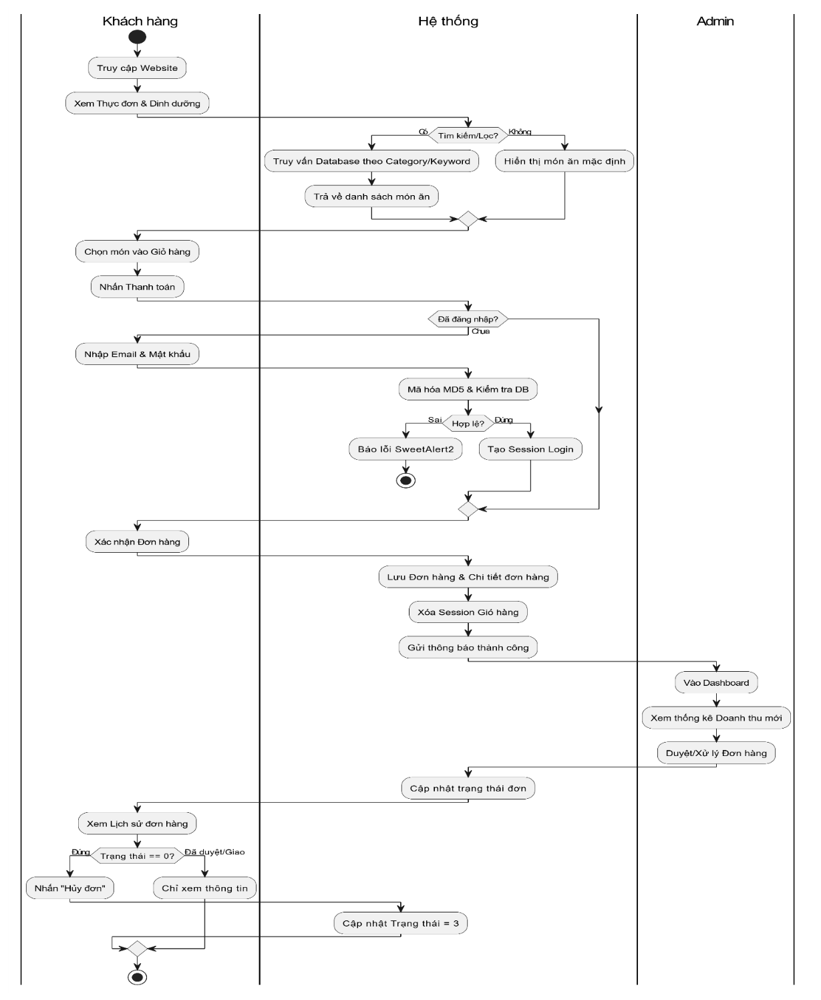 Khách hàng
Hệ thống
Admin
Truy cập Website
Xem Thực đơn & Dinh dưỡng
Có
Tìm kiếm/Lọc?
Không
Truy vấn Database theo Category/Keyword
Hiển thị món ăn mặc định
Trả về danh sách món ăn
Chọn món vào Giỏ hàng
Nhấn Thanh toán
Đã đăng nhập?
Chưa
Nhập Email & Mật khẩu
Mã hóa MD5 & Kiểm tra DB
Sai
Hợp lệ?
Đúng
Báo lỗi SweetAlert2
Tạo Session Login
Xác nhận Đơn hàng
Lưu Đơn hàng & Chi tiết đơn hàng
Xóa Session Giỏ hàng
Gửi thông báo thành công
Vào Dashboard
Xem thống kê Doanh thu mới
Duyệt/Xử lý Đơn hàng
Cập nhật trạng thái đơn
Xem Lịch sử đơn hàng
Đúng
Trạng thái == 0?
Đã duyệt/Giao
Nhấn "Hủy đơn"
Chỉ xem thông tin
Cập nhật Trạng thái = 3